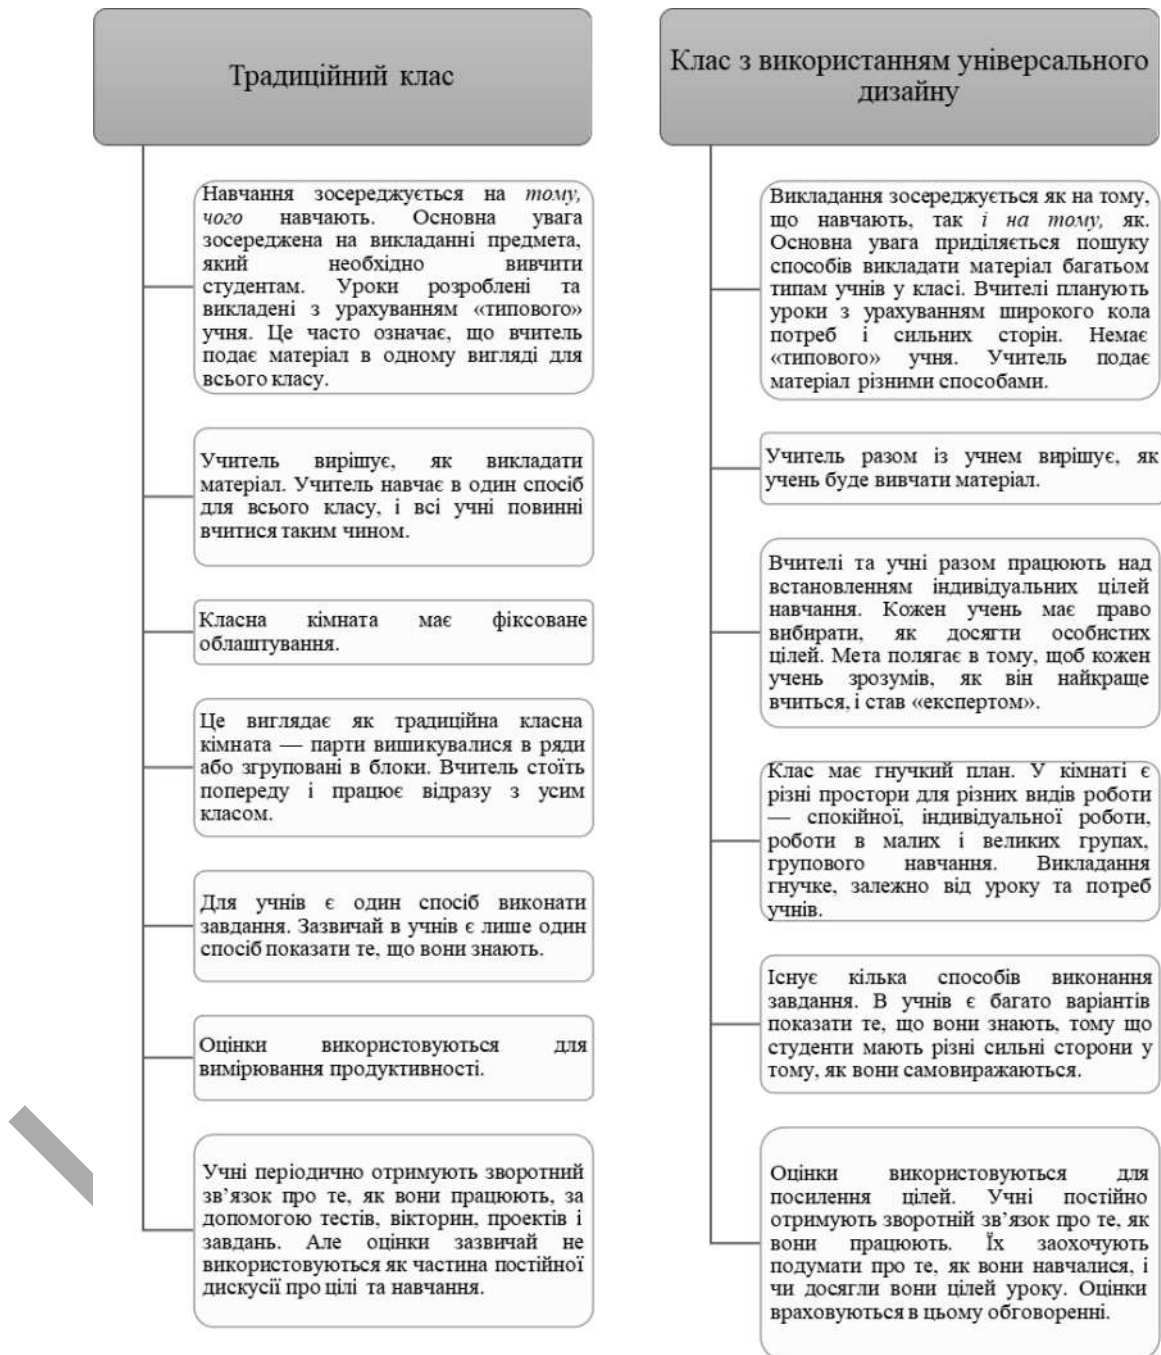 Традиційний клас
Навчання зосереджується на тому,
чого навчають. Основна увага
зосереджена на викладанні предмета,
який необхідно вивчити
студентам. Уроки розроблені та
викладені з урахуванням «типового»
учня. Це часто означає, що вчитель
подає матеріал в одному вигляді для
всього класу.
Учитель вирішує, як викладати
матеріал. Учитель навчає в один спосіб
для всього класу, і всі учні повинні
вчитися таким чином.
Класна кімната має фіксоване
облаштування.
Це виглядає як традиційна класна
кімната — парти вишикувалися в ряди
або згруповані в блоки. Вчитель стоїть
попереду і працює відразу з усим
класом.
Для учнів є один спосіб виконати
завдання. Зазвичай в учнів є лише один
спосіб показати те, що вони знають.
Оцінки використовуються для
вимірювання продуктивності.
Учні періодично отримують зворотний
зв’язок про те, як вони працюють, за
допомогою тестів, вікторин, проектів і
завдань. Але оцінки зазвичай не
використовуються як частина постійної
дискусії про цілі та навчання.
Клас з використанням універсального
дизайну
Викладання зосереджується як на тому,
що навчають, так і на тому, як.
Основна увага приділяється пошуку
способів викладати матеріал багатьом
типам учнів у класі. Вчителі планують
уроки з урахуванням широкого кола
потреб і сильних сторін. Немає
«типового» учня. Учитель подає
матеріал різними способами.
Учитель разом із учнем вирішує, як
учень буде вивчати матеріал.
Вчителі та учні разом працюють над
встановленням індивідуальних цілей
навчання. Кожен учень має право
вибирати, як досягти особистих
цілей. Мета полягає в тому, щоб кожен
учень зрозумів, як він найкраще
вчиться, і став «експертом».
Клас має гнучкий план. У кімнаті є
різні простори для різних видів роботи
— спокійної, індивідуальної роботи,
роботи в малих і великих групах,
групового навчання. Викладання
гнучке, залежно від уроку та потреб
учнів.
Існує кілька способів виконання
завдання. В учнів є багато варіантів
показати те, що вони знають, тому що
студенти мають різні сильні сторони у
тому, як вони самовиражаються.
Оцінки використовуються для
посилення цілей. Учні постійно
отримують зворотній зв’язок про те, як
вони працюють. Їх заохочують
подумати про те, як вони навчалися, і
чи досягли вони цілей уроку. Оцінки
враховуються в цьому обговоренні.